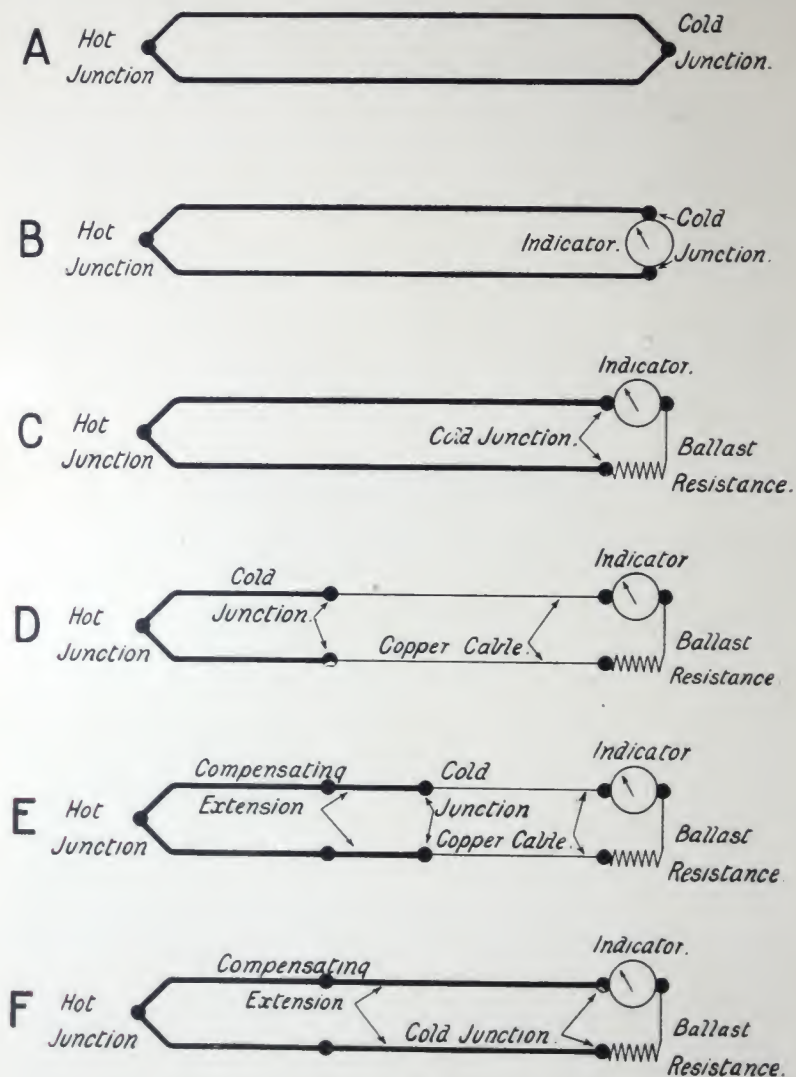 A
Hot
Junction
Cold
Junction.
B
Hot
Junction
Indicator.
Cold
Junction.
C
Hot
Junction
Cold Junction.
Indicator.
Ballast
Resistance.
D
Hot
Junction
Cold
Junction.
Copper Cable.
Indicator
Ballast
Resistance
E
Hot
Junction
Compensating
Extension
Cold
Junction
Copper Cable.
Indicator
Ballast
Resistance.
F
Hot
Junction
Compensating
Extension
Cold Junction.
Indicator.
Ballast
Resistance.